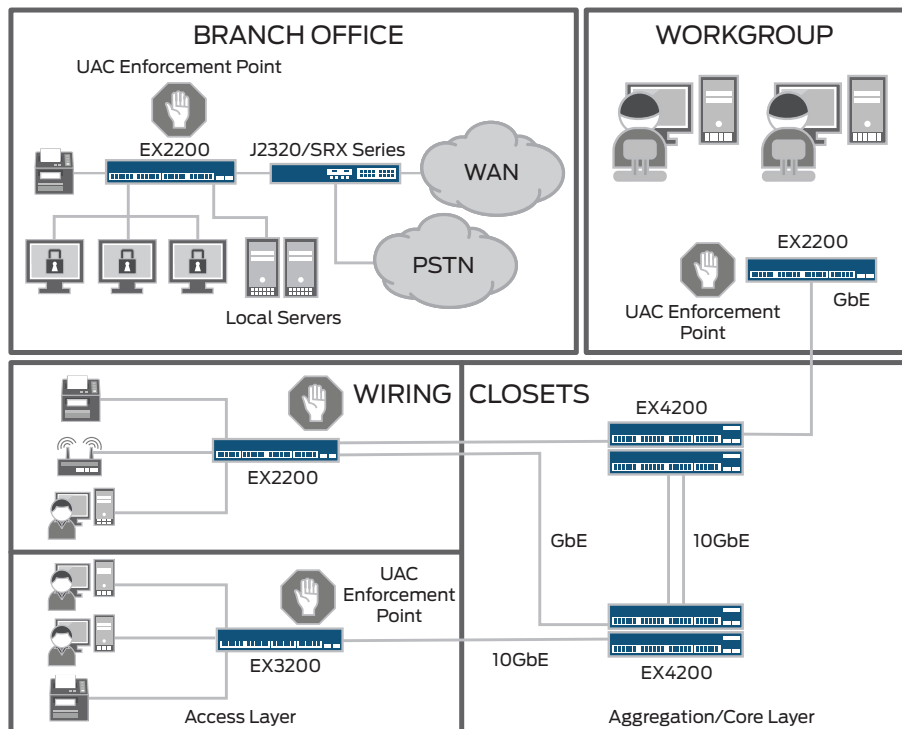 BRANCH OFFICE
UAC Enforcement Point
EX2200
J2320/SRX Series
WAN
PSTN
Local Servers
WORKGROUP
EX2200
GbE
UAC Enforcement
Point
WIRING CLOSETS
EX2200
EX4200
GbE
10GbE
UAC
Enforcement
Point
EX3200
10GbE
EX4200
Access Layer
Aggregation/Core Layer